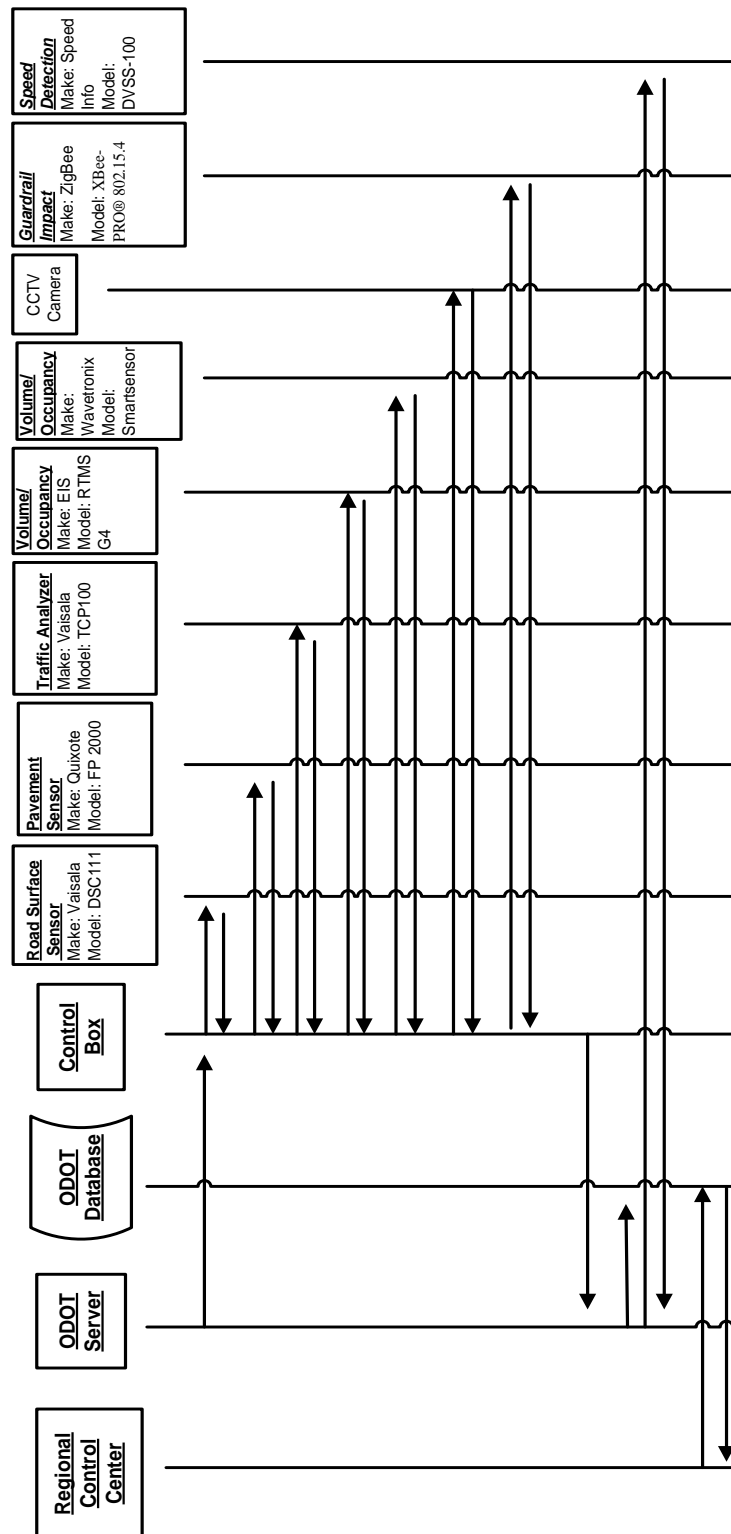 Regional
Control
Center
ODOT
Server
ODOT
Database
Control
Box
Road Surface
Sensor
Make: Vaisala
Model: DSC111
Pavement
Sensor
Make: Quixote
Model: FP 2000
Traffic Analyzer
Make: Vaisala
Model: TCP100
Volume/
Occupancy
Make: EIS
Model: RTMS
G4
Volume/
Occupancy
Make:
Wavetronix
Model:
Smartsensor
CCTV
Camera
Guardrail
Impact
Make: ZigBee
Model: XBee-
PRO® 802.15.4
Speed
Detection
Make: Speed
Info
Model:
DVSS-100